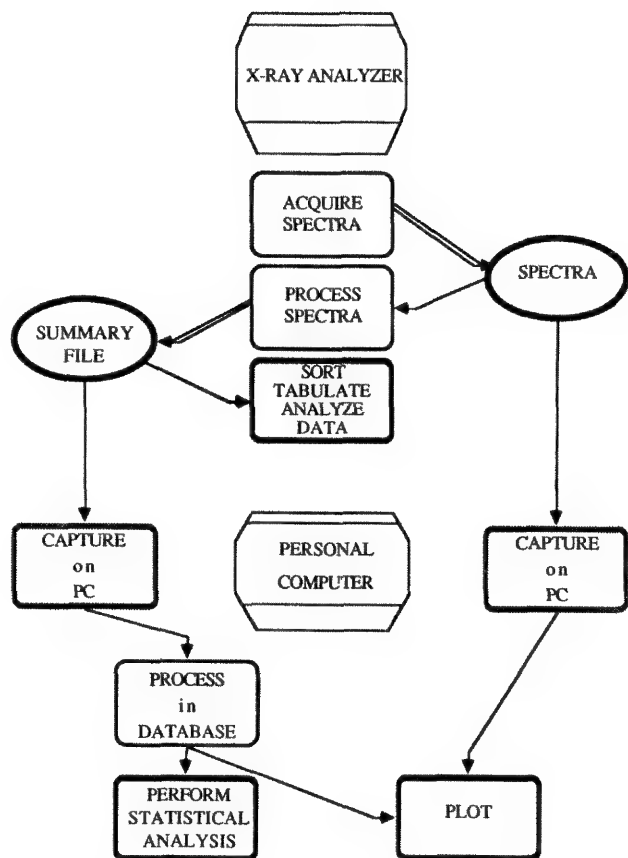 X-RAY ANALYZER
ACQUIRE
SPECTRA
SPECTRA
PROCESS
SPECTRA
SUMMARY
FILE
SORT
TABULATE
ANALYZE
DATA
CAPTURE
on
PC
PERSONAL
COMPUTER
CAPTURE
on
PC
PROCESS
in
DATABASE
PERFORM
STATISTICAL
ANALYSIS
PLOT